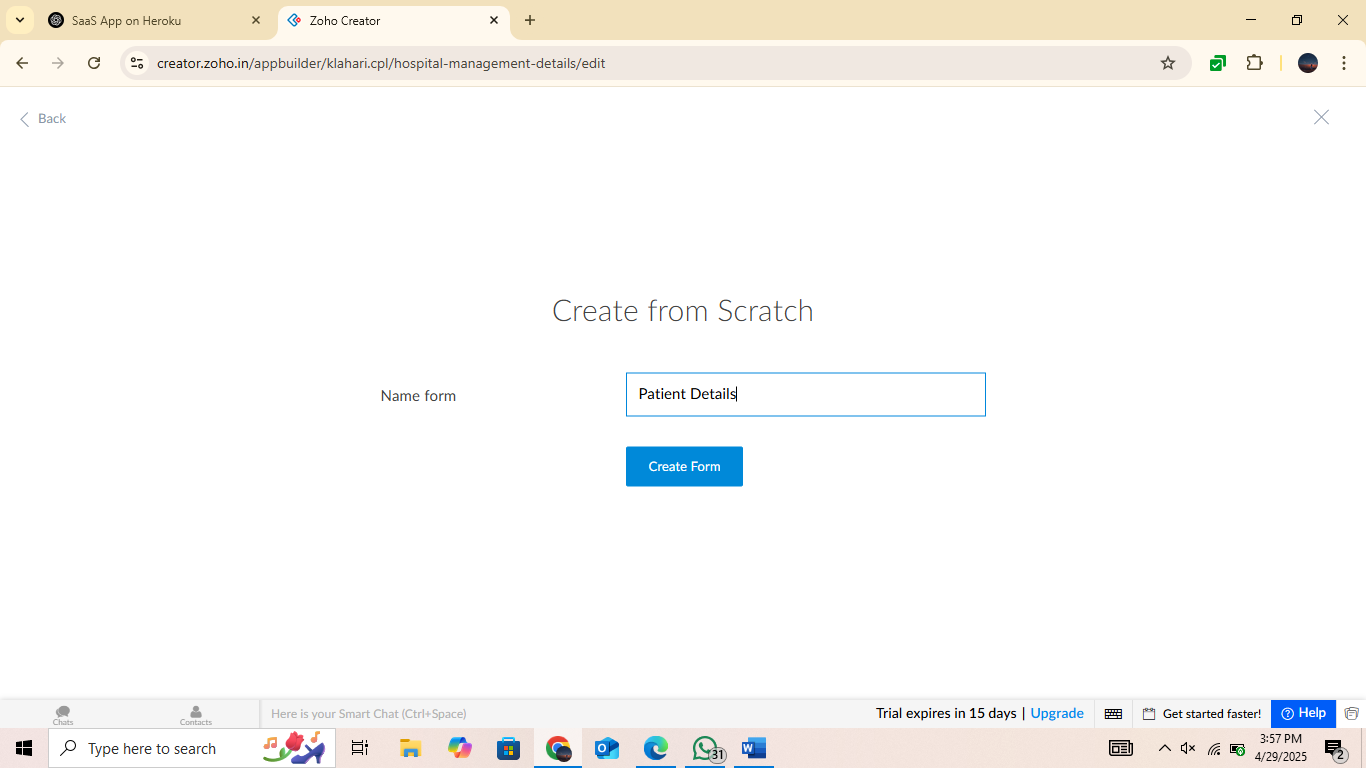 SaaS App on Heroku
Zoho Creator
creator.zoho.in/appbuilder/klahari.cpl/hospital-management-details/edit
Back
Create from Scratch
Name form
Patient Details
Create Form
Chats
Contacts
Here is your Smart Chat (Ctrl+Space)
Trial expires in 15 days | Upgrade
Get started faster!
Help
Type here to search
31
W
3:57 PM
4/29/2025
2